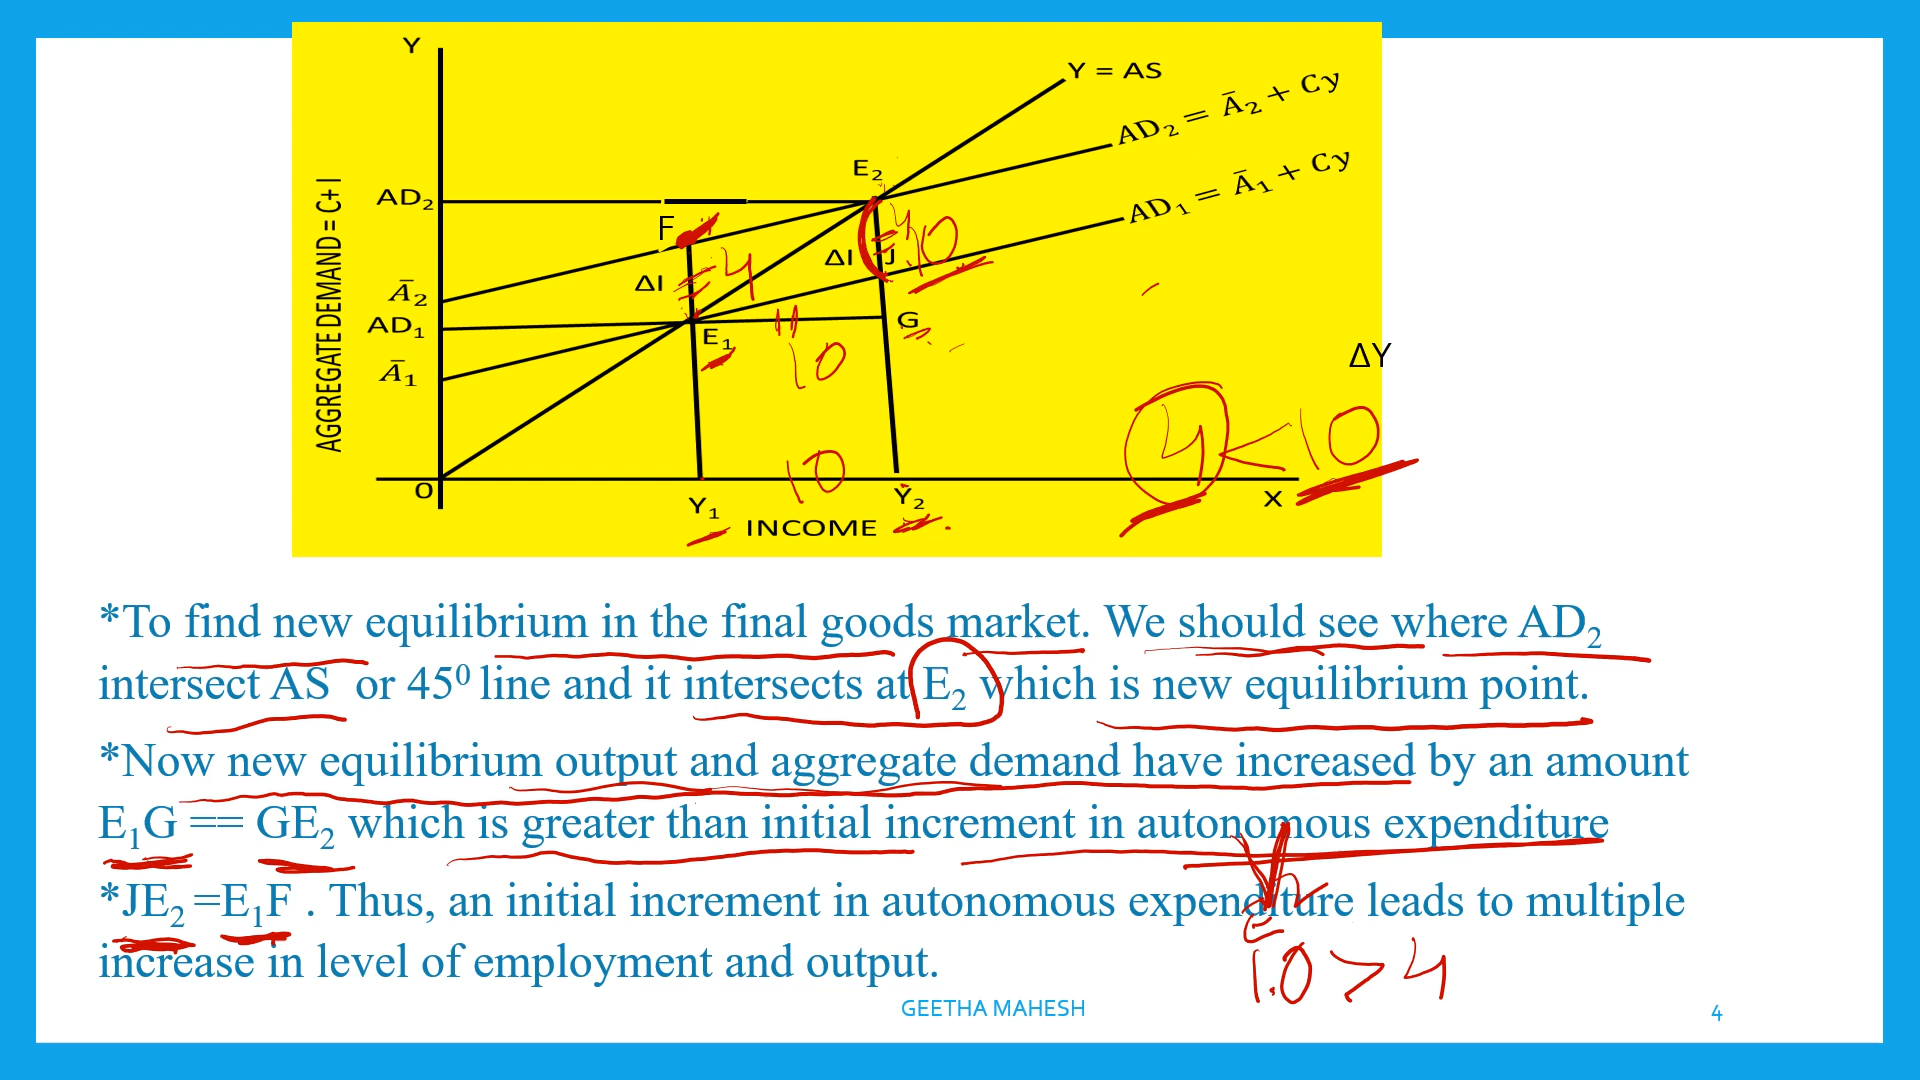 Y
Y = AS
AD₂ = Ā₂ + Cy
E₂
AD₁ = Ā₁ + Cy
AGGREGATE DEMAND = C+I
AD₂
F
4
10
ΔI
J
ΔI
4
Ā₂
AD₁
G
E₁
10
ΔY
Ā₁
4 < 10
10
O
Y₁
Y₂
X
INCOME
*To find new equilibrium in the final goods market. We should see where AD₂
intersect AS or 45⁰ line and it intersects at E₂ which is new equilibrium point.
*Now new equilibrium output and aggregate demand have increased by an amount
E₁G == GE₂ which is greater than initial increment in autonomous expenditure
*JE₂ =E₁F . Thus, an initial increment in autonomous expenditure leads to multiple
increase in level of employment and output.
10 > 4
GEETHA MAHESH
4